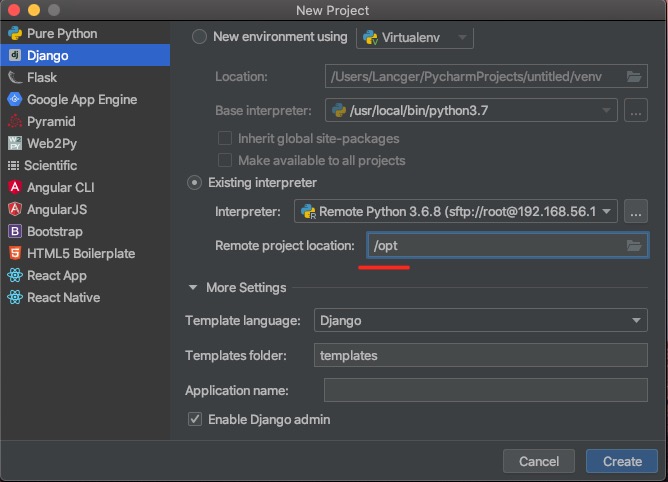 New Project
Pure Python
Django
Flask
Google App Engine
Pyramid
Web2Py
Scientific
Angular CLI
AngularJS
Bootstrap
HTML5 Boilerplate
React App
React Native
New environment using Virtualenv
Location: /Users/Lancger/PycharmProjects/untitled/venv
Base interpreter: /usr/local/bin/python3.7 ...
Inherit global site-packages
Make available to all projects
Existing interpreter
Interpreter: Remote Python 3.6.8 (sftp://root@192.168.56.1 ...
Remote project location: /opt
More Settings
Template language: Django
Templates folder: templates
Application name:
Enable Django admin
Cancel Create